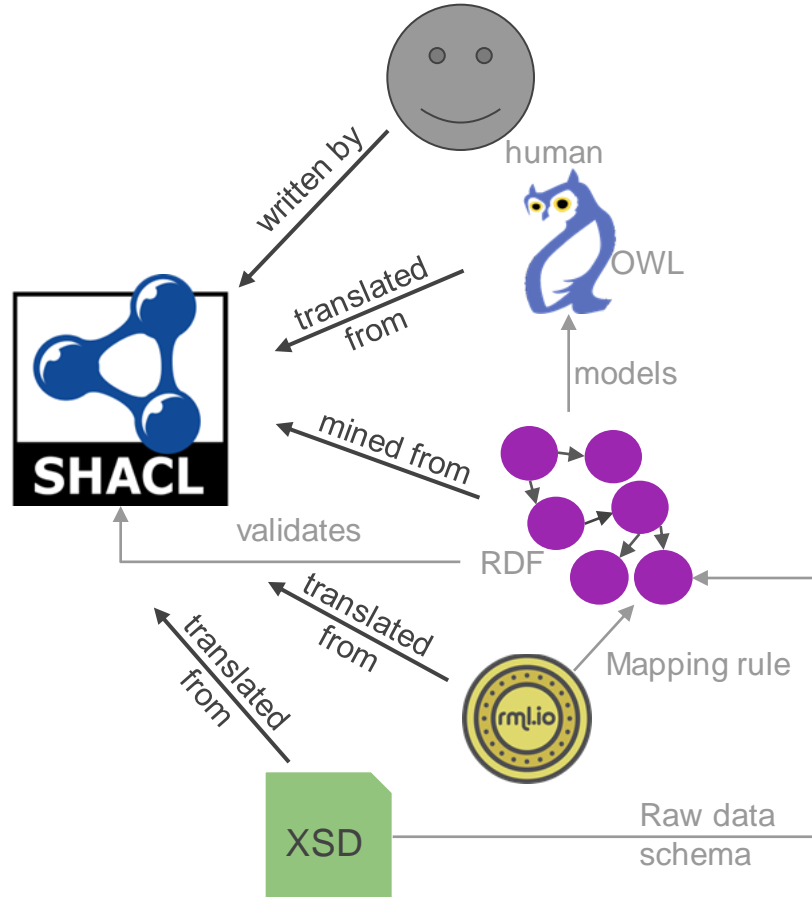 human
written by
OWL
translated
from
models
mined from
SHACL
validates
RDF
translated
from
Mapping rule
translated
from
rml.io
XSD
Raw data
schema